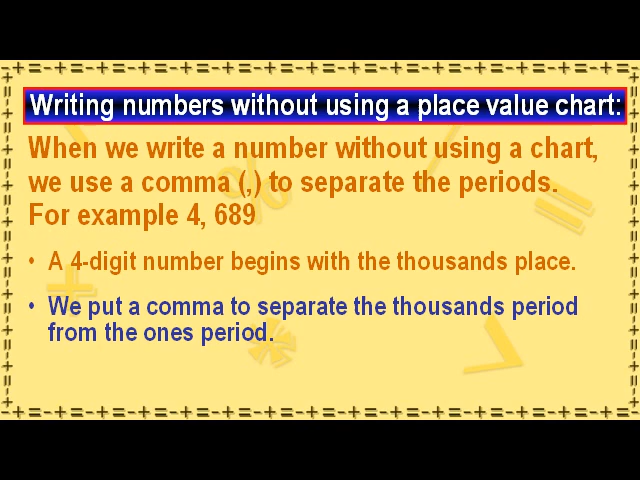 Writing numbers without using a place value chart:
When we write a number without using a chart,
we use a comma (,) to separate the periods.
For example 4, 689
• A 4-digit number begins with the thousands place.
• We put a comma to separate the thousands period
from the ones period.